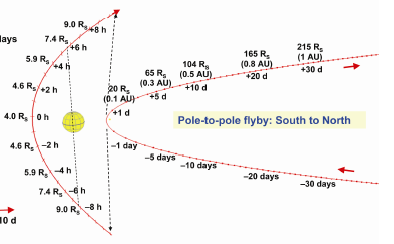 9.0 Rs +8 h
7.4 Rs
+6 h
5.9 Rs
+4 h
4.6 Rs +2 h
4.0 Rs 0 h
4.6 Rs −2 h
5.9 Rs −4 h
7.4 Rs −6 h
9.0 Rs −8 h
days
10 d
20 Rs
(0.1 AU)
+1 d
65 Rs
(0.3 AU)
+5 d
104 Rs
(0.5 AU)
+10 d
165 Rs
(0.8 AU)
+20 d
215 Rs
(1 AU)
+30 d
Pole-to-pole flyby: South to North
−1 day
−5 days
−10 days
−20 days
−30 days